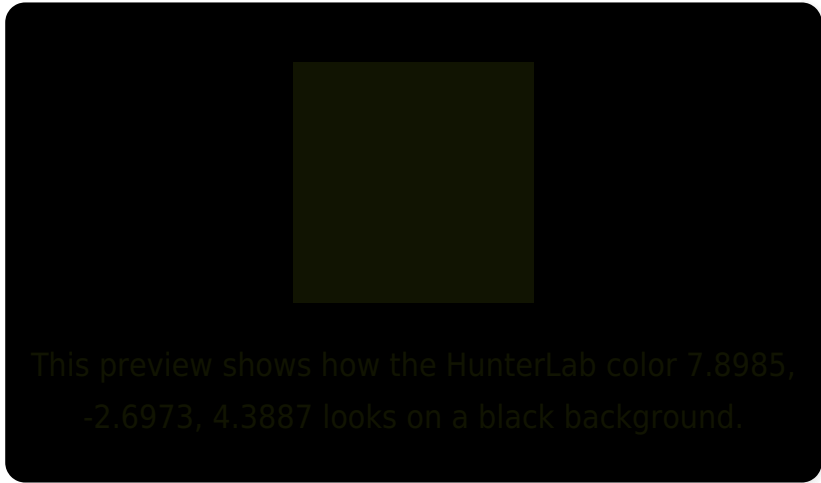 This preview shows how the HunterLab color 7.8985,
-2.6973, 4.3887 looks on a black background.